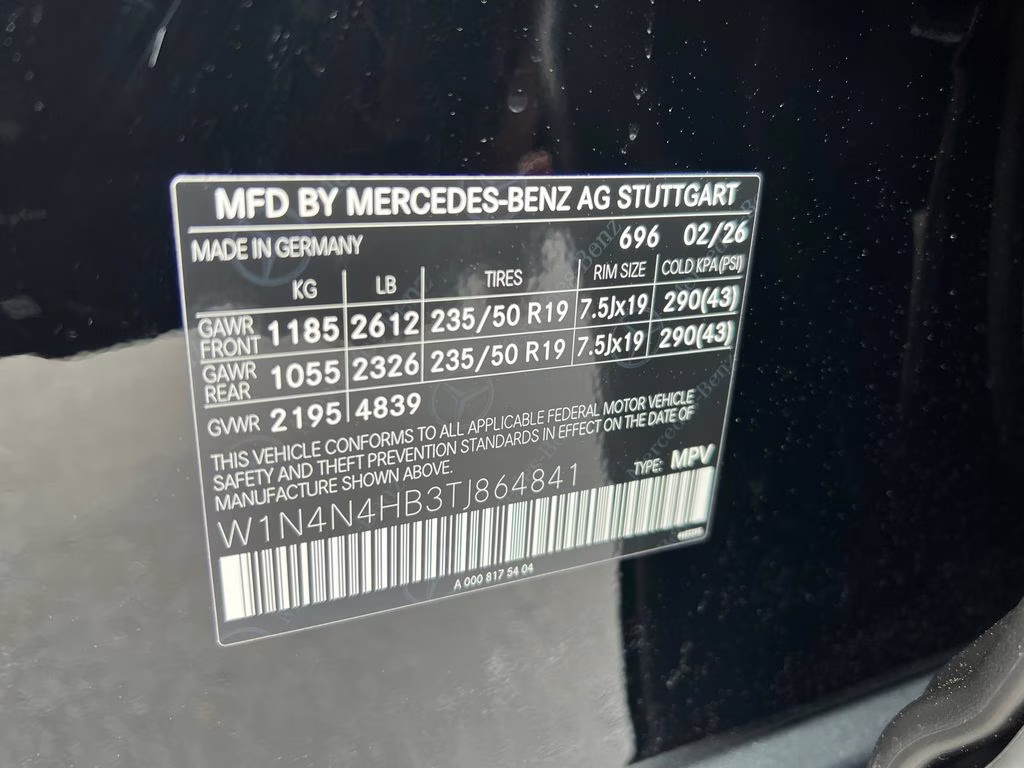 MFD BY MERCEDES-BENZ AG STUTTGART
MADE IN GERMANY 696 02/26
KG LB TIRES RIM SIZE COLD KPA(PSI)
GAWR FRONT 1185 2612 235/50 R19 7.5Jx19 290(43)
GAWR REAR 1055 2326 235/50 R19 7.5Jx19 290(43)
GVWR 2195 4839
THIS VEHICLE CONFORMS TO ALL APPLICABLE FEDERAL MOTOR VEHICLE
SAFETY AND THEFT PREVENTION STANDARDS IN EFFECT ON THE DATE OF
MANUFACTURE SHOWN ABOVE. TYPE: MPV
W1N4N4HB3TJ864841
A 000 817 54 04